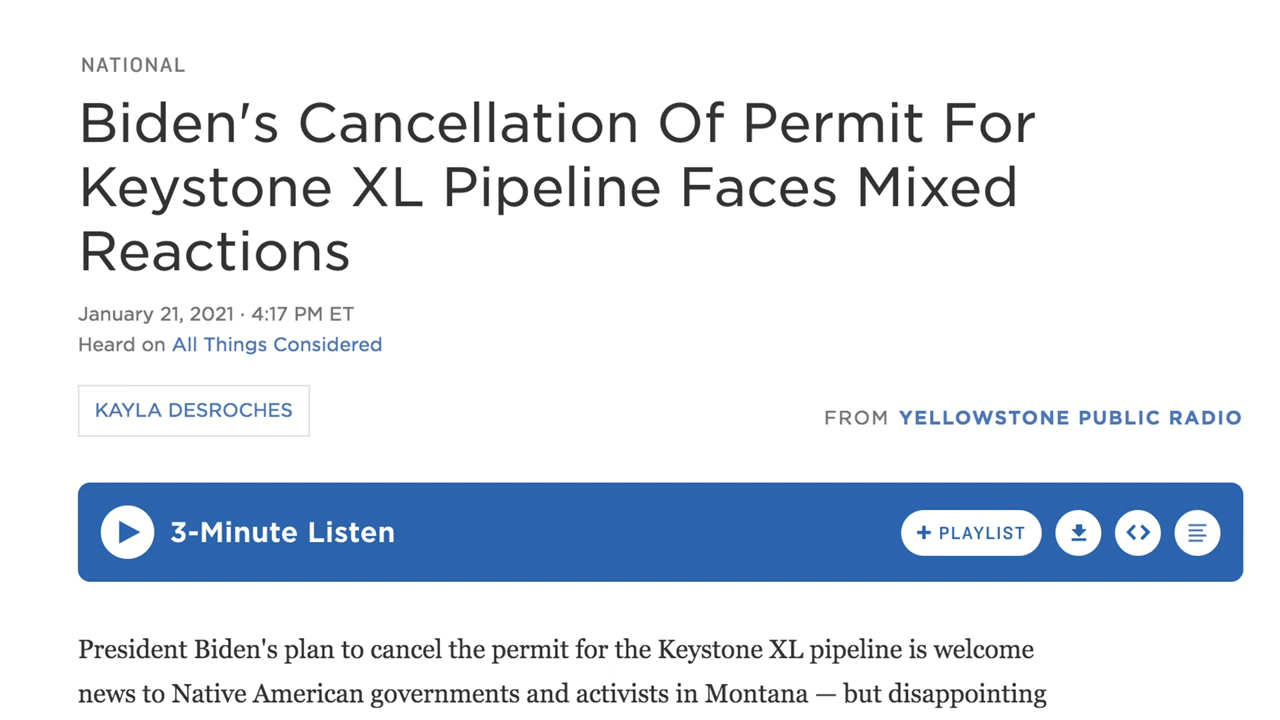 NATIONAL
Biden's Cancellation Of Permit For
Keystone XL Pipeline Faces Mixed
Reactions
January 21, 2021 · 4:17 PM ET
Heard on All Things Considered
KAYLA DESROCHES
FROM YELLOWSTONE PUBLIC RADIO
3-Minute Listen
+ PLAYLIST
President Biden's plan to cancel the permit for the Keystone XL pipeline is welcome
news to Native American governments and activists in Montana — but disappointing